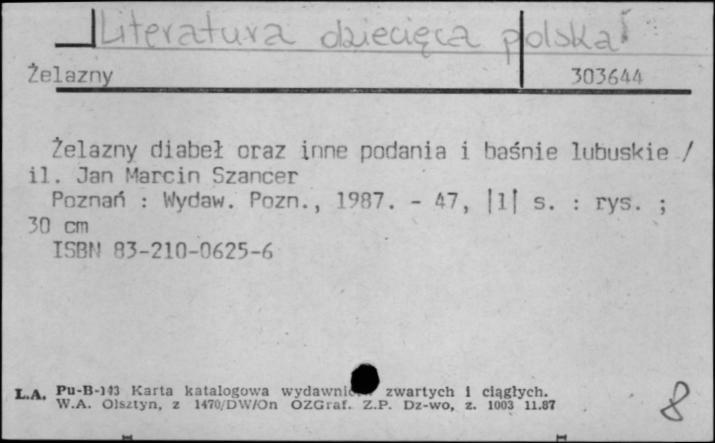 Literatura dziecięca polska
Żelazny 303644
Żelazny diabeł oraz inne podania i baśnie lubuskie /
il. Jan Marcin Szancer
Poznań : Wydaw. Pozn., 1987. - 47, |1| s. : rys. ;
30 cm
ISBN 83-210-0625-6
L.A. Pu-B-143 Karta katalogowa zwartych i ciągłych.
W.A. Olsztyn, z 1470/DW/On OZGraf. Z.P. Dz-wo, z. 1003 11.87
8